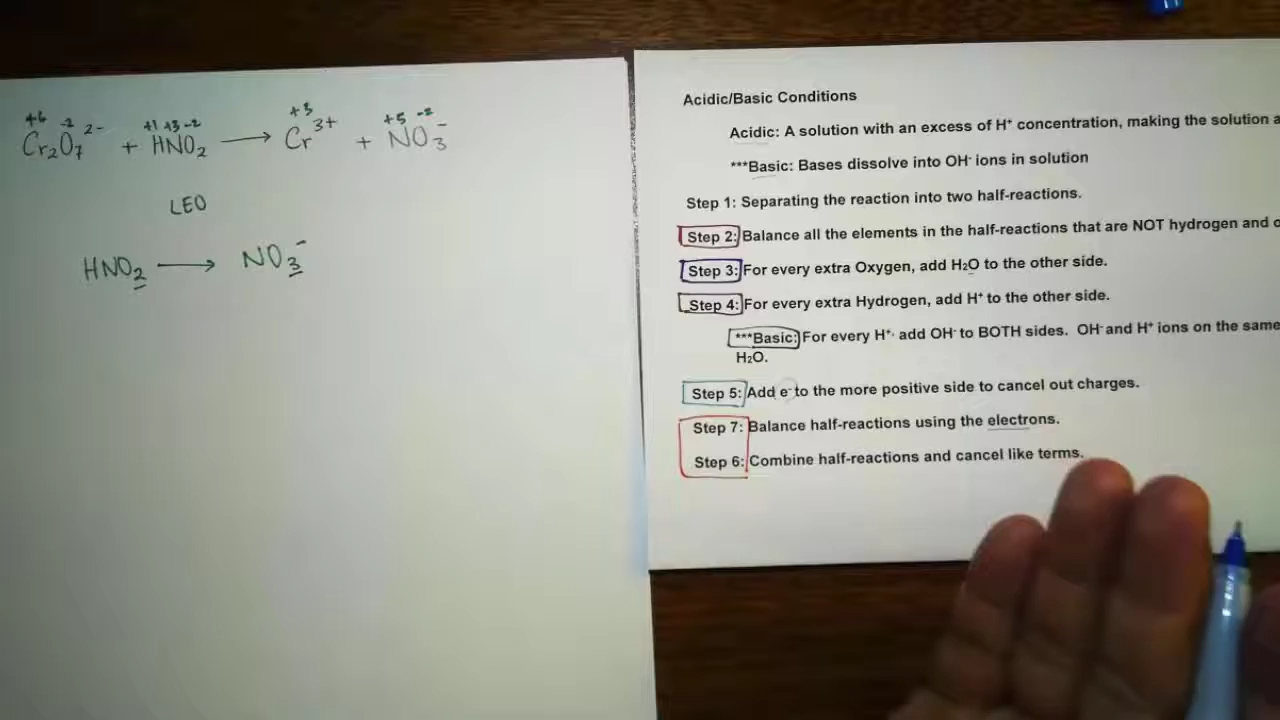 +6 -2 +1 +3 -2 +3 +5 -2
Cr₂O₇²⁻ + HNO₂ → Cr³⁺ + NO₃⁻
LEO
HNO₂ → NO₃⁻
Acidic/Basic Conditions
Acidic: A solution with an excess of H⁺ concentration, making the solution
***Basic: Bases dissolve into OH⁻ ions in solution
Step 1: Separating the reaction into two half-reactions.
Step 2: Balance all the elements in the half-reactions that are NOT hydrogen and
Step 3: For every extra Oxygen, add H₂O to the other side.
Step 4: For every extra Hydrogen, add H⁺ to the other side.
***Basic: For every H⁺, add OH⁻ to BOTH sides. OH⁻ and H⁺ ions on the same
H₂O.
Step 5: Add e⁻ to the more positive side to cancel out charges.
Step 7: Balance half-reactions using the electrons.
Step 6: Combine half-reactions and cancel like terms.